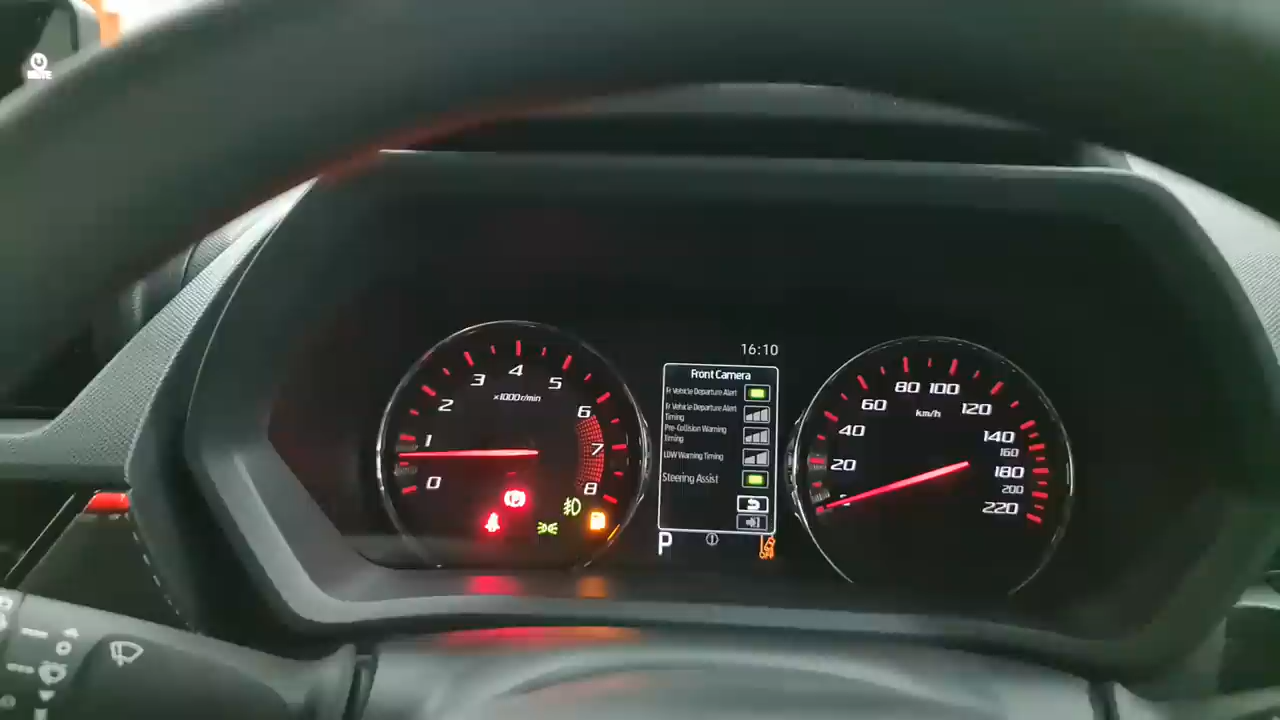 MUTE
16:10
Front Camera
Fr Vehicle Departure Alert
Fr Vehicle Departure Alert
Timing
Pre-Collision Warning
Timing
LDW Warning Timing
Steering Assist
P
OFF
0
1
2
3
4
5
6
7
8
×1000r/min
20
40
60
80
100
120
140
160
180
200
220
km/h